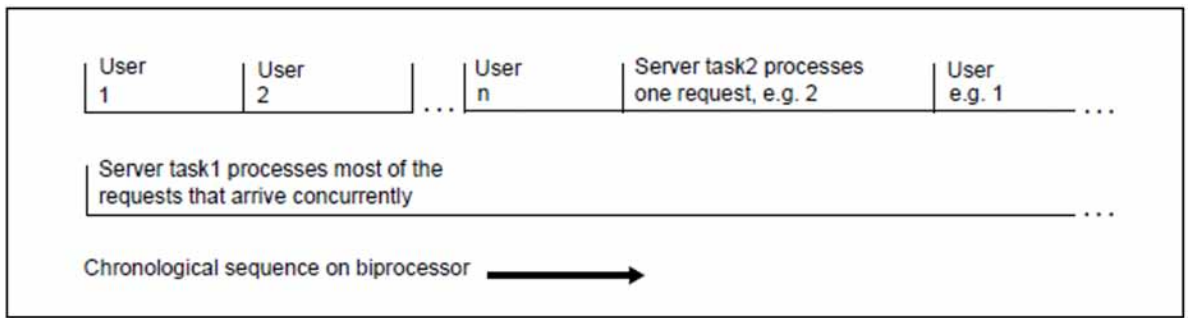 User
1
User
2
...
User
n
Server task2 processes
one request, e.g. 2
User
e.g. 1
...
Server task1 processes most of the
requests that arrive concurrently
...
Chronological sequence on biprocessor